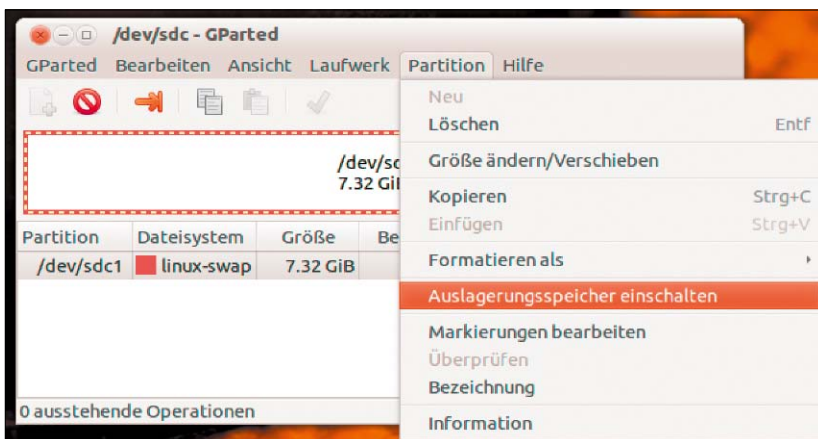 /dev/sdc - GParted
GParted Bearbeiten Ansicht Laufwerk Partition Hilfe
Neu
Löschen Entf
Größe ändern/Verschieben
Kopieren Strg+C
Einfügen Strg+V
Formatieren als
Auslagerungsspeicher einschalten
Markierungen bearbeiten
Überprüfen
Bezeichnung
Information
7.32
Partition Dateisystem Größe
/dev/sdc1 linux-swap 7.32 GiB
0 ausstehende Operationen